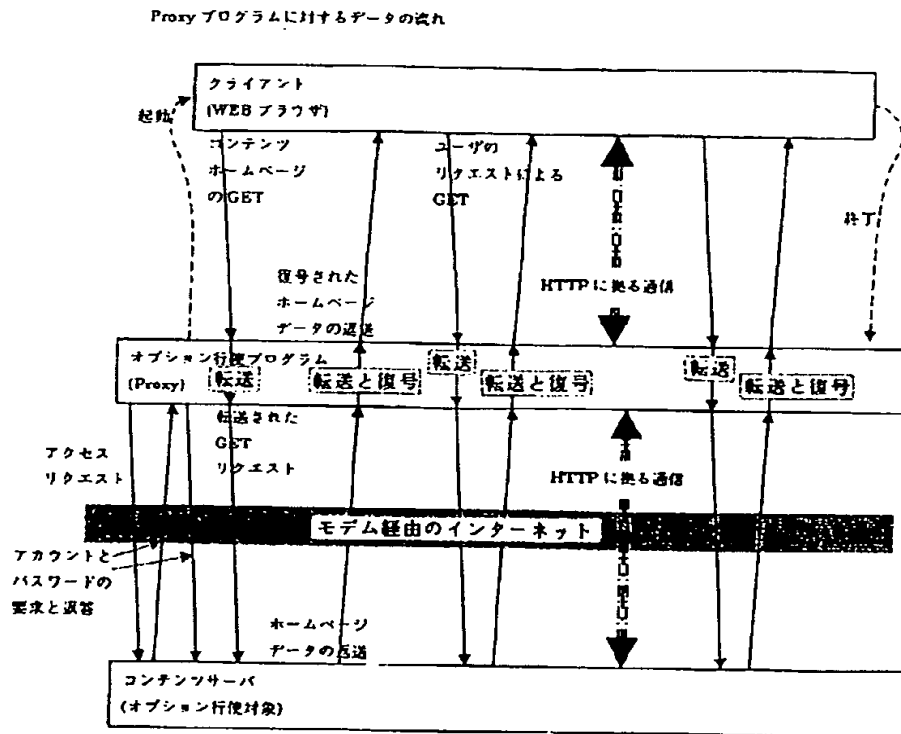 Proxy プログラムに対するデータの流れ
クライアント
(WEB ブラウザ)
起動
コンテンツ
ホームページ
の GET
ユーザの
リクエストによる
GET
終了
復号された
ホームページ
データの返送
HTTP に拠る通信
オプション行使プログラム
(Proxy)
転送
転送と復号
転送
転送と復号
転送
転送と復号
転送された
GET
リクエスト
アクセス
リクエスト
HTTP に拠る通信
モデム経由のインターネット
アカウントと
パスワードの
要求と返答
ホームページ
データの返送
コンテンツサーバ
(オプション行使対象)